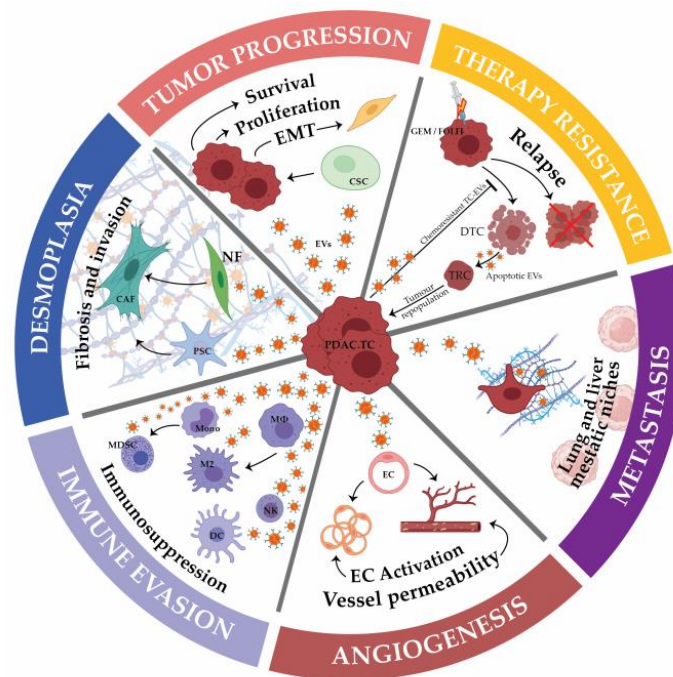 TUMOR PROGRESSION
Survival
Proliferation
EMT
CSC
EVs
THERAPY RESISTANCE
GEM / FOLFI
Relapse
Chemoresistant TC-EVs
DTC
TRC
Apoptotic EVs
Tumour
repopulation
DESMOPLASIA
Fibrosis and invasion
NF
CAF
PSC
PDAC.TC
METASTASIS
Lung and liver
mestatic niches
IMMUNE EVASION
Immunosuppression
MDSC
Mono
MΦ
M2
NK
DC
EC
EC Activation
Vessel permeability
ANGIOGENESIS